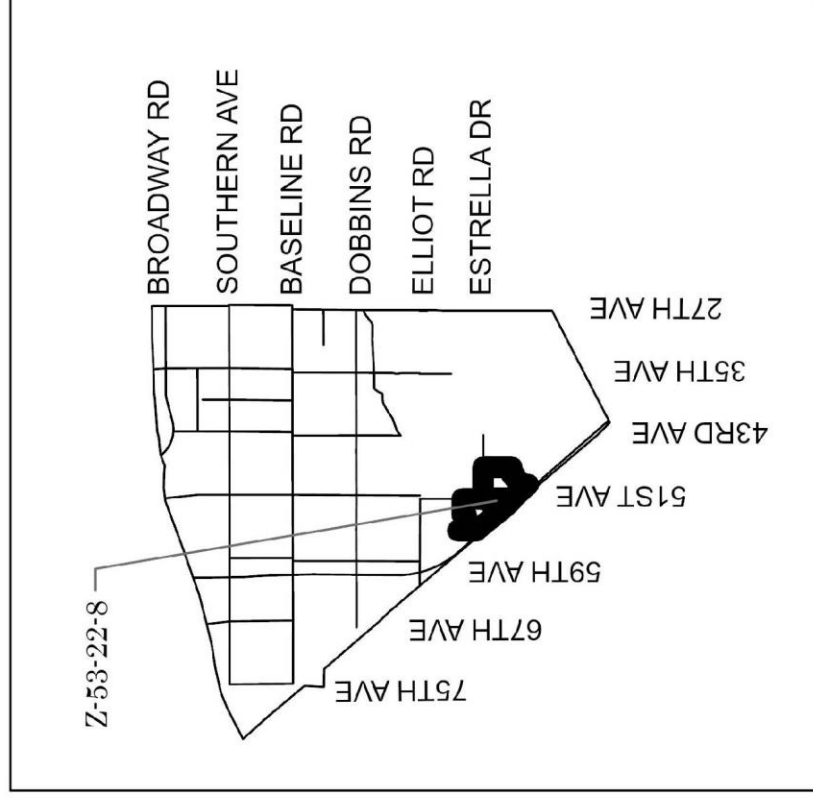 BROADWAY RD
SOUTHERN AVE
BASELINE RD
DOBBINS RD
ELLIOT RD
ESTRELLA DR
Z-53-22-8
27TH AVE
35TH AVE
43RD AVE
51ST AVE
59TH AVE
67TH AVE
75TH AVE